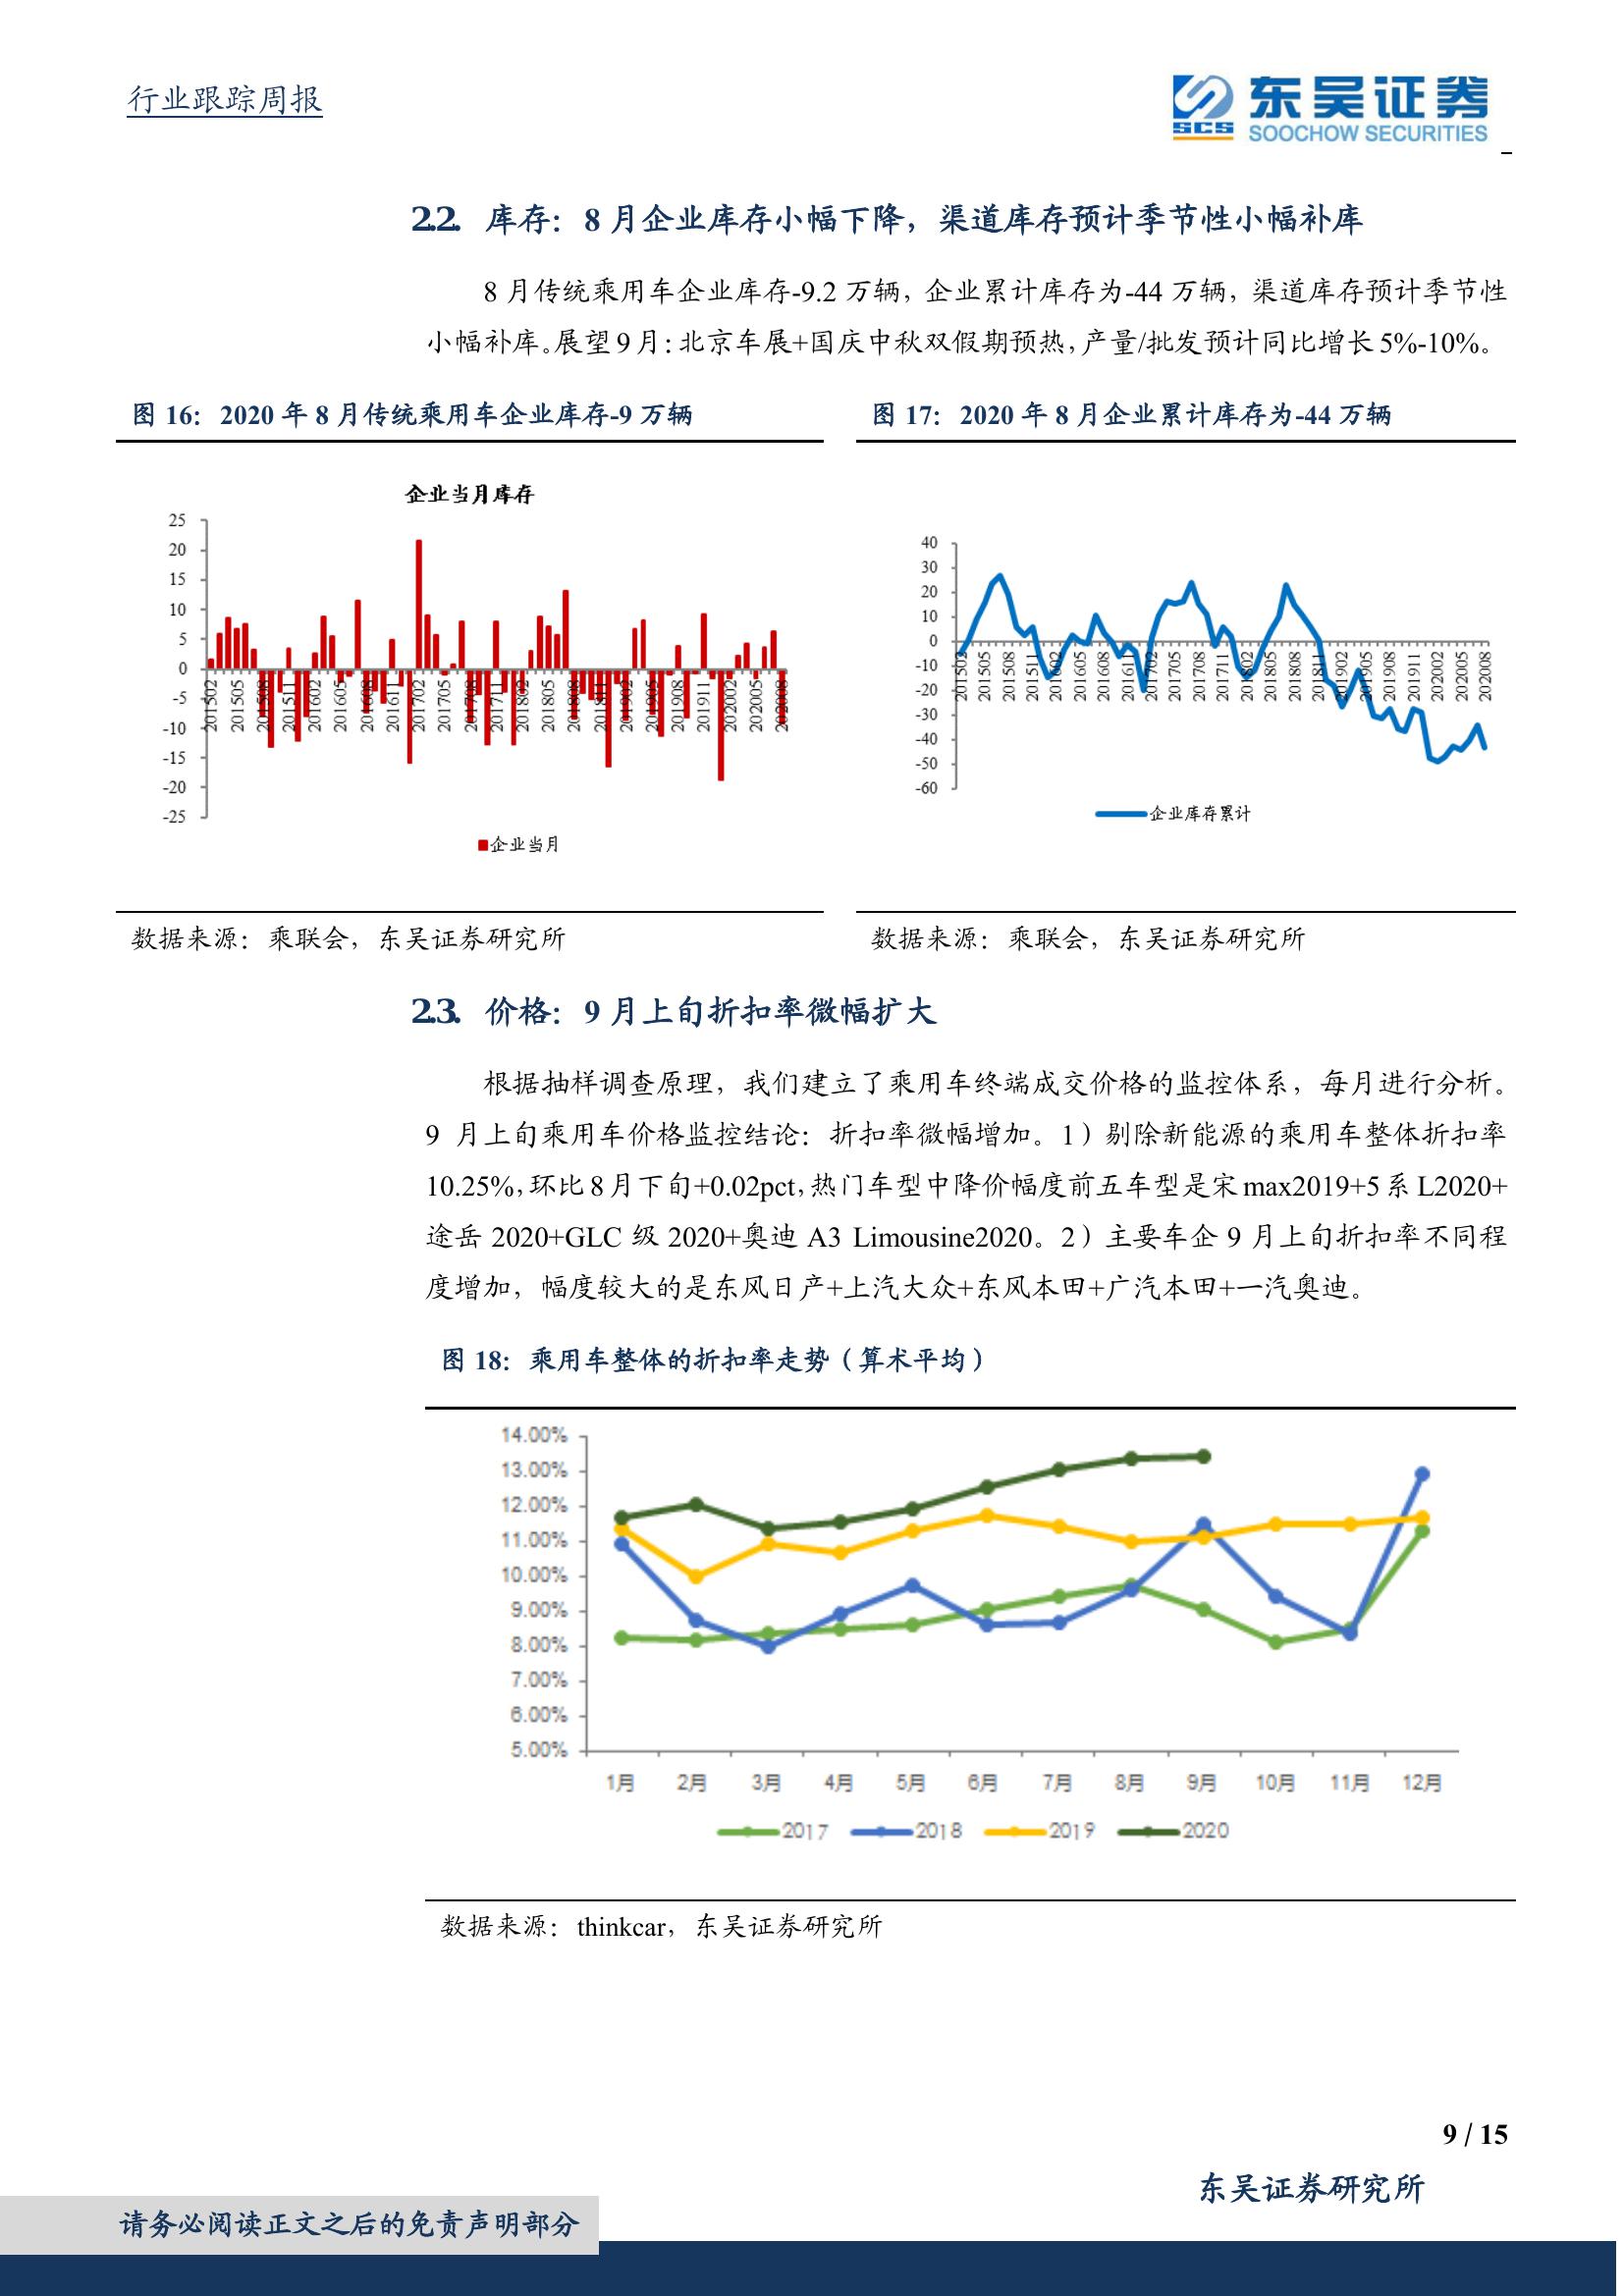 行业跟踪周报
东吴证券
SCS
SOOCHOW SECURITIES
2.2. 库存：8 月企业库存小幅下降，渠道库存预计季节性小幅补库
8 月传统乘用车企业库存-9.2 万辆，企业累计库存为-44 万辆，渠道库存预计季节性
小幅补库。展望 9 月：北京车展+国庆中秋双假期预热，产量/批发预计同比增长 5%-10%。
图 16：2020 年 8 月传统乘用车企业库存-9 万辆
企业当月库存
25
20
15
10
5
0
-5
-10
-15
-20
-25
201502 201505 201508 201511 201602 201605 201608 201611 201702 201705 201708 201711 201802 201805 201808 201811 201902 201905 201908 201911 202002 202005 202008
企业当月
数据来源：乘联会，东吴证券研究所
图 17：2020 年 8 月企业累计库存为-44 万辆
40
30
20
10
0
-10
-20
-30
-40
-50
-60
201502 201505 201508 201511 201602 201605 201608 201611 201702 201705 201708 201711 201802 201805 201808 201811 201902 201905 201908 201911 202002 202005 202008
企业库存累计
数据来源：乘联会，东吴证券研究所
2.3. 价格：9 月上旬折扣率微幅扩大
根据抽样调查原理，我们建立了乘用车终端成交价格的监控体系，每月进行分析。
9 月上旬乘用车价格监控结论：折扣率微幅增加。1）剔除新能源的乘用车整体折扣率
10.25%，环比 8 月下旬+0.02pct，热门车型中降价幅度前五车型是宋 max2019+5 系 L2020+
途岳 2020+GLC 级 2020+奥迪 A3 Limousine2020。2）主要车企 9 月上旬折扣率不同程
度增加，幅度较大的是东风日产+上汽大众+东风本田+广汽本田+一汽奥迪。
图 18：乘用车整体的折扣率走势（算术平均）
14.00%
13.00%
12.00%
11.00%
10.00%
9.00%
8.00%
7.00%
6.00%
5.00%
1月 2月 3月 4月 5月 6月 7月 8月 9月 10月 11月 12月
2017 2018 2019 2020
数据来源：thinkcar，东吴证券研究所
9 / 15
东吴证券研究所
请务必阅读正文之后的免责声明部分